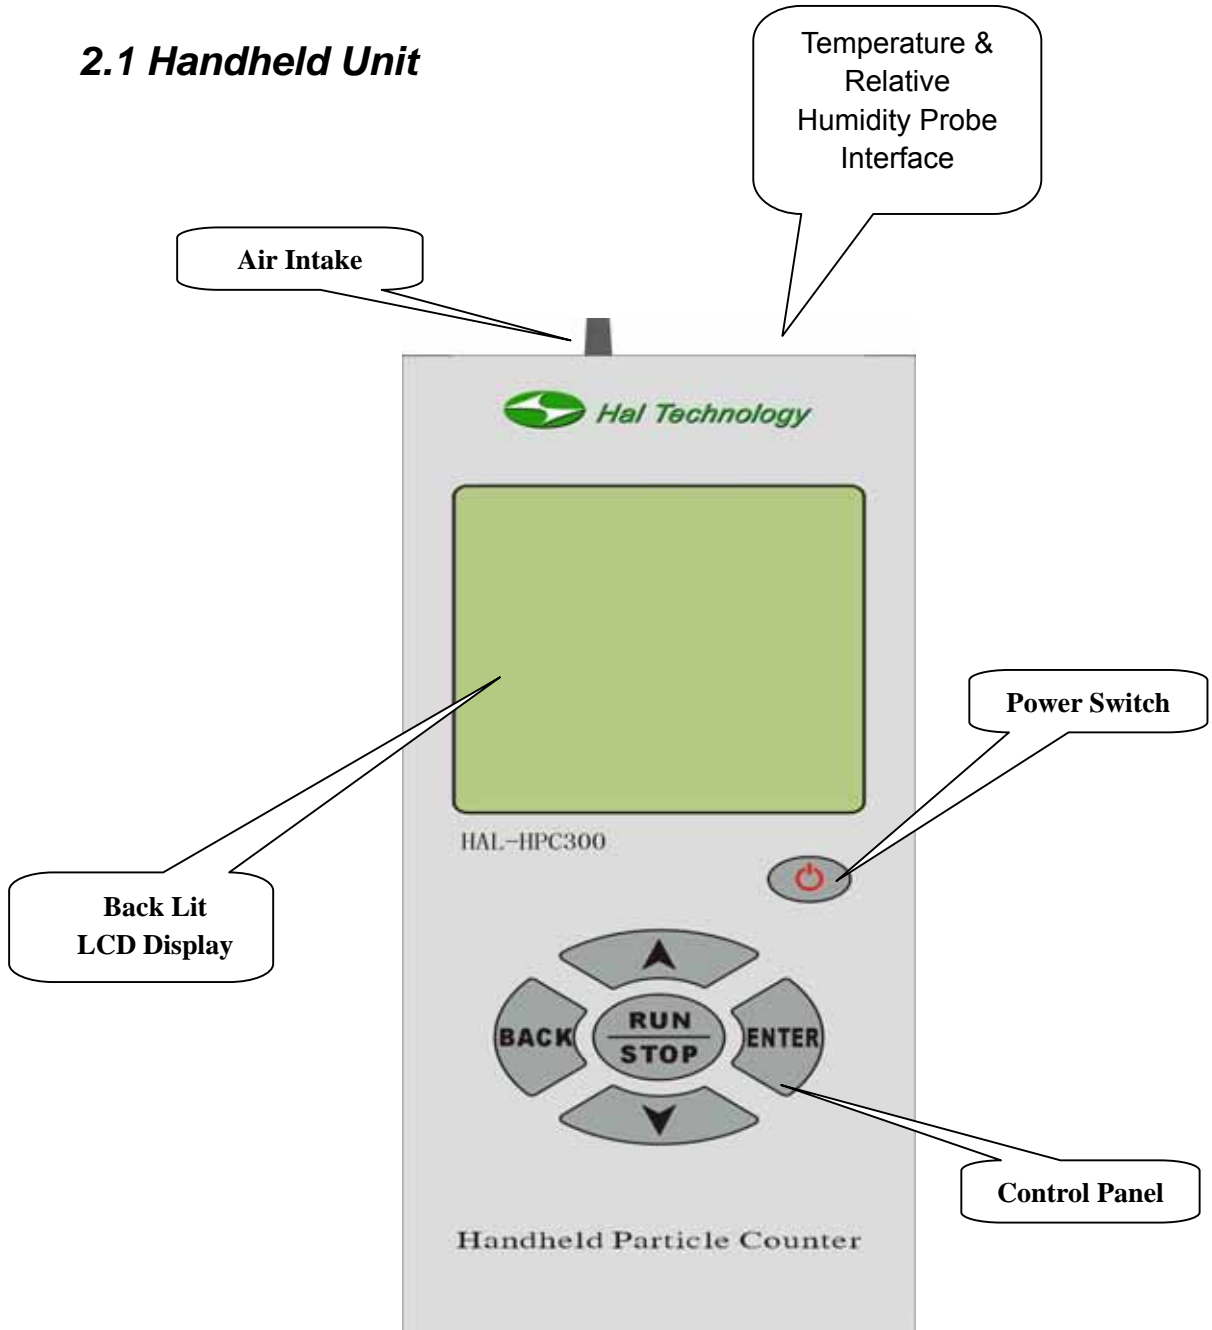 2.1 Handheld Unit
Temperature &
Relative
Humidity Probe
Interface
Air Intake
Hal Technology
Power Switch
HAL-HPC300
Back Lit
LCD Display
RUN
BACK
ENTER
STOP
Control Panel
Handheld Particle Counter